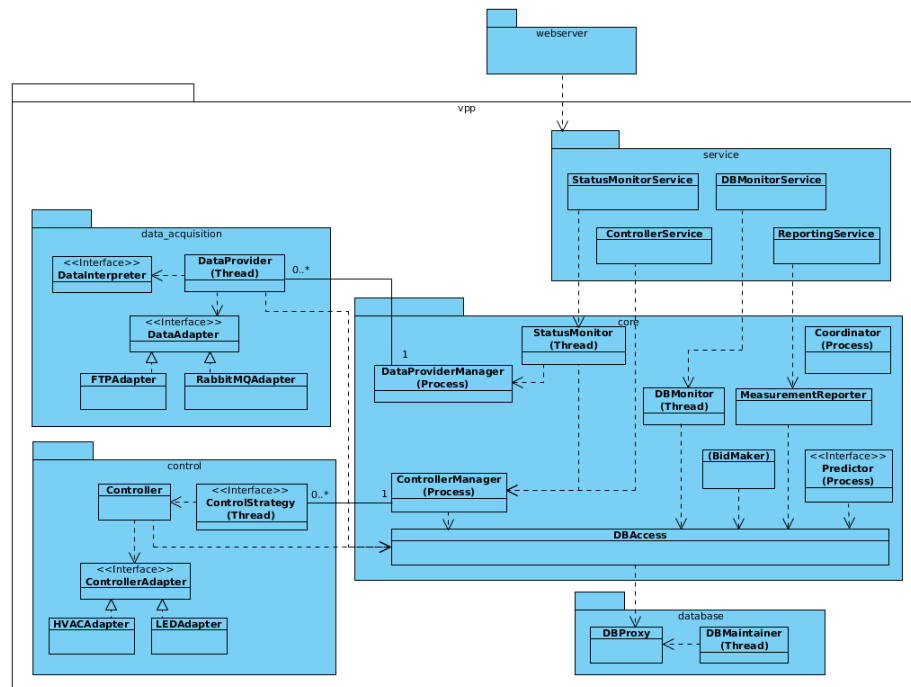 webserver
vpp
service
StatusMonitorService
DBMonitorService
ControllerService
ReportingService
data_acquisition
<<Interface>>
DataInterpreter
DataProvider
(Thread)
0..*
<<Interface>>
DataAdapter
FTPAdapter
RabbitMQAdapter
core
StatusMonitor
(Thread)
Coordinator
(Process)
1
DataProviderManager
(Process)
DBMonitor
(Thread)
MeasurementReporter
(BidMaker)
<<Interface>>
Predictor
(Process)
ControllerManager
(Process)
1
DBAccess
control
Controller
<<Interface>>
ControlStrategy
(Thread)
0..*
<<Interface>>
ControllerAdapter
HVACAdapter
LEDAdapter
database
DBProxy
DBMaintainer
(Thread)